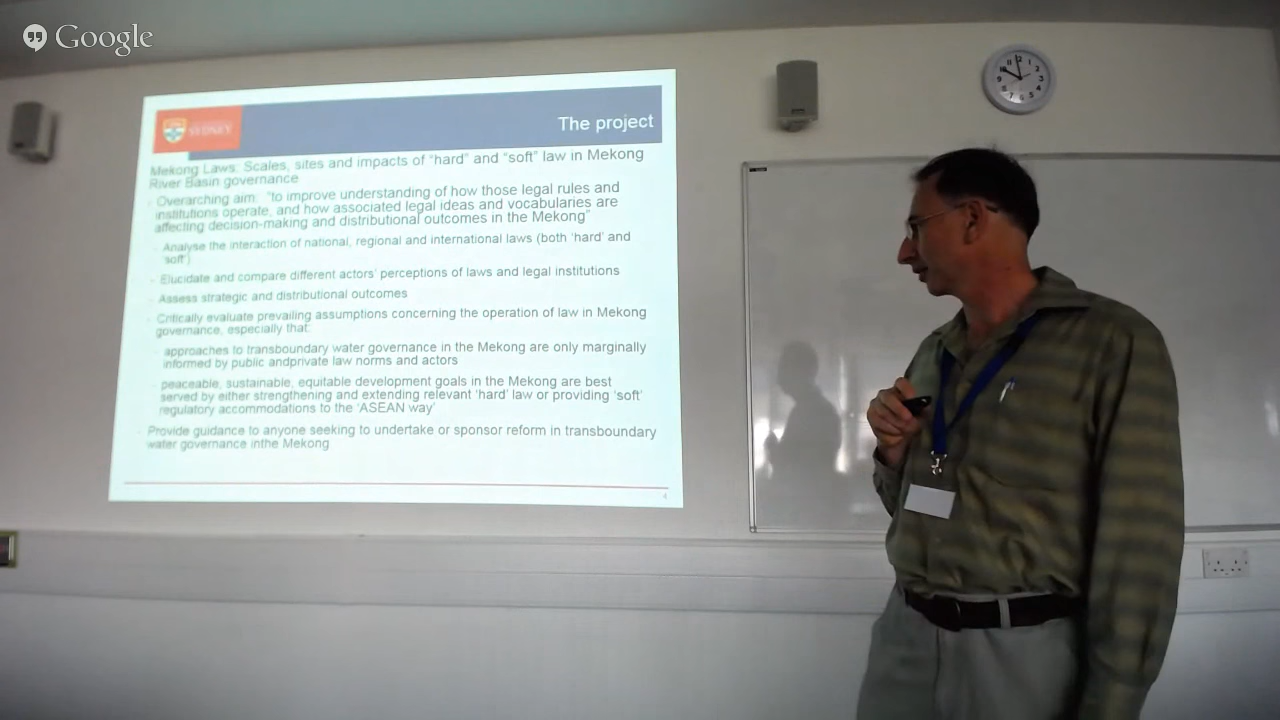 Google
SYDNEY
The project
Mekong Laws: Scales, sites and impacts of "hard" and "soft" law in Mekong
River Basin governance
Overarching aim: "to improve understanding of how those legal rules and
institutions operate, and how associated legal ideas and vocabularies are
affecting decision-making and distributional outcomes in the Mekong"
Analyse the interaction of national, regional and international laws (both 'hard' and
'soft')
Elucidate and compare different actors' perceptions of laws and legal institutions
Assess strategic and distributional outcomes
Critically evaluate prevailing assumptions concerning the operation of law in Mekong
governance, especially that:
approaches to transboundary water governance in the Mekong are only marginally
informed by public andprivate law norms and actors
peaceable, sustainable, equitable development goals in the Mekong are best
served by either strengthening and extending relevant 'hard' law or providing 'soft'
regulatory accommodations to the 'ASEAN way'
Provide guidance to anyone seeking to undertake or sponsor reform in transboundary
water governance inthe Mekong
4